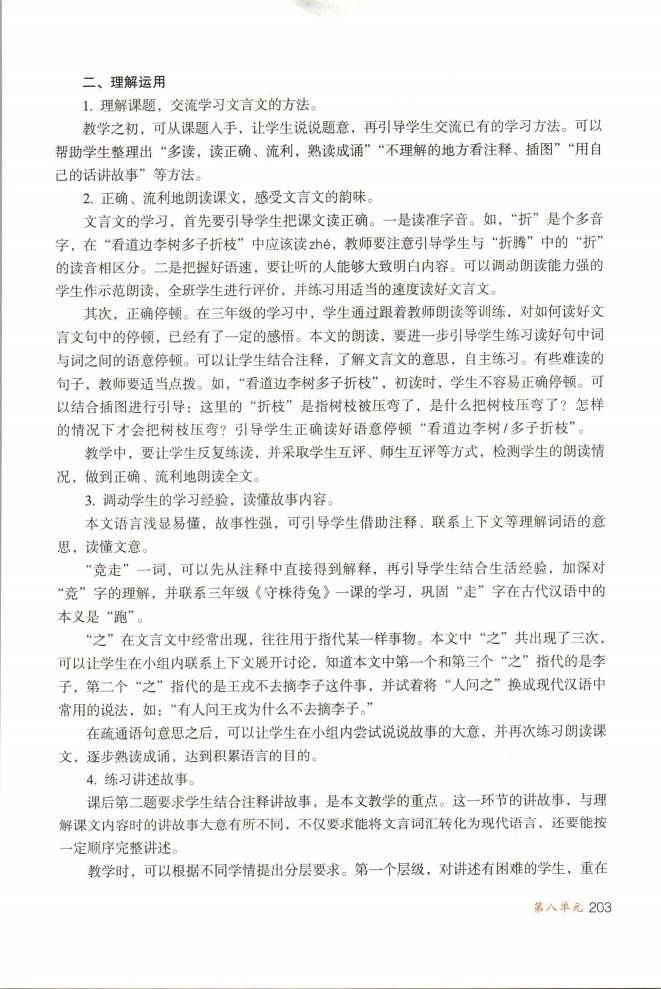 二、理解运用
1. 理解课题，交流学习文言文的方法。
教学之初，可从课题入手，让学生说说题意，再引导学生交流已有的学习方法。可以
帮助学生整理出“多读，读正确、流利，熟读成诵”“不理解的地方看注释、插图”“用自
己的话讲故事”等方法。
2. 正确、流利地朗读课文，感受文言文的韵味。
文言文的学习，首先要引导学生把课文读正确。一是读准字音。如，“折”是个多音
字，在“看道边李树多子折枝”中应该读zhé，教师要注意引导学生与“折腾”中的“折”
的读音相区分。二是把握好语速，要让听的人能够大致明白内容。可以调动朗读能力强的
学生作示范朗读，全班学生进行评价，并练习用适当的速度读好文言文。
其次，正确停顿。在三年级的学习中，学生通过跟着教师朗读等训练，对如何读好文
言文句中的停顿，已经有了一定的感悟。本文的朗读，要进一步引导学生练习读好句中词
与词之间的语意停顿。可以让学生结合注释，了解文言文的意思，自主练习。有些难读的
句子，教师要适当点拨。如，“看道边李树多子折枝”，初读时，学生不容易正确停顿。可
以结合插图进行引导：这里的“折枝”是指树枝被压弯了，是什么把树枝压弯了？怎样
的情况下才会把树枝压弯？引导学生正确读好语意停顿“看道边李树/多子折枝”。
教学中，要让学生反复练读，并采取学生互评、师生互评等方式，检测学生的朗读情
况，做到正确、流利地朗读全文。
3. 调动学生的学习经验，读懂故事内容。
本文语言浅显易懂，故事性强，可引导学生借助注释、联系上下文等理解词语的意
思，读懂文意。
“竞走”一词，可以先从注释中直接得到解释，再引导学生结合生活经验，加深对
“竞”字的理解，并联系三年级《守株待兔》一课的学习，巩固“走”字在古代汉语中的
本义是“跑”。
“之”在文言文中经常出现，往往用于指代某一样事物。本文中“之”共出现了三次，
可以让学生在小组内联系上下文展开讨论，知道本文中第一个和第三个“之”指代的是李
子，第二个“之”指代的是王戎不去摘李子这件事，并试着将“人问之”换成现代汉语中
常用的说法，如：“有人问王戎为什么不去摘李子。”
在疏通语句意思之后，可以让学生在小组内尝试说说故事的大意，并再次练习朗读课
文，逐步熟读成诵，达到积累语言的目的。
4. 练习讲述故事。
课后第二题要求学生结合注释讲故事，是本文教学的重点。这一环节的讲故事，与理
解课文内容时的讲故事大意有所不同，不仅要求能将文言词汇转化为现代语言，还要能按
一定顺序完整讲述。
教学时，可以根据不同学情提出分层要求。第一个层级，对讲述有困难的学生，重在
第八单元 203